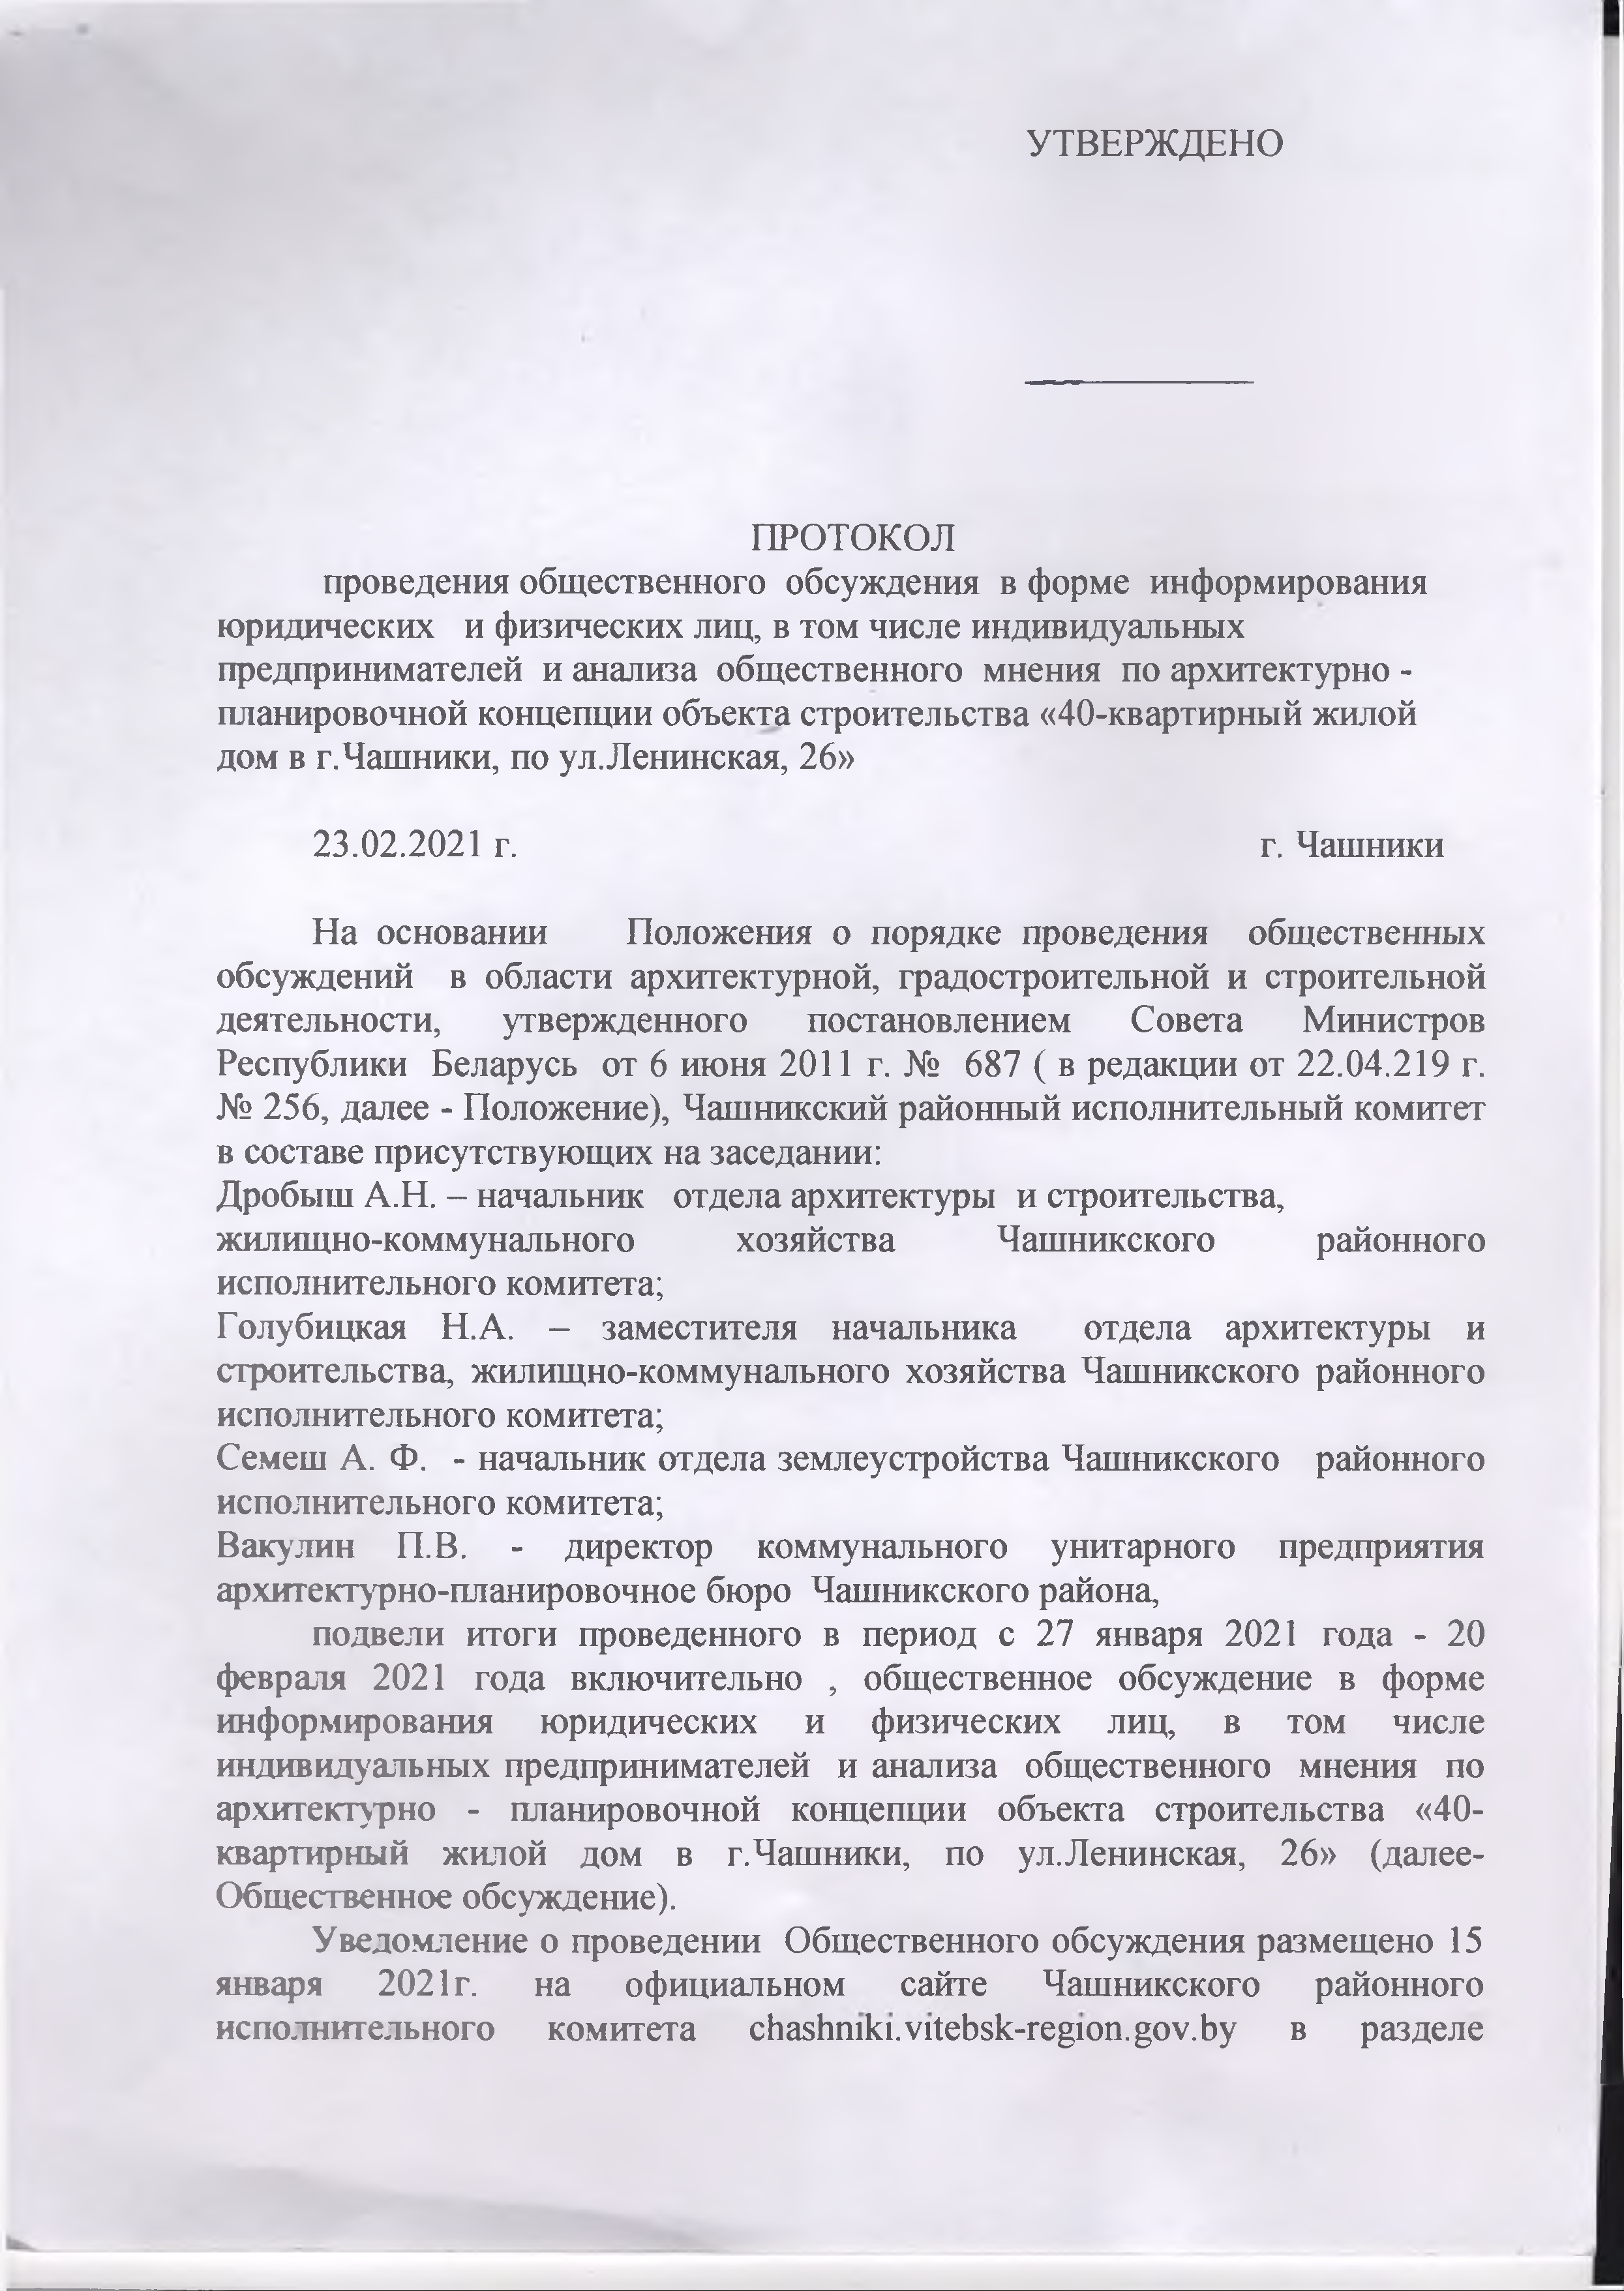 УТВЕРЖДЕНО
ПРОТОКОЛ
проведения общественного обсуждения в форме информирования
юридических и физических лиц, в том числе индивидуальных
предпринимателей и анализа общественного мнения по архитектурно -
планировочной концепции объекта строительства «40-квартирный жилой
дом в г.Чашники, по ул.Ленинская, 26»
23.02.2021 г. г. Чашники
На основании Положения о порядке проведения общественных
обсуждений в области архитектурной, градостроительной и строительной
деятельности, утвержденного постановлением Совета Министров
Республики Беларусь от 6 июня 2011 г. № 687 ( в редакции от 22.04.219 г.
№ 256, далее - Положение), Чашникский районный исполнительный комитет
в составе присутствующих на заседании:
Дробыш А.Н. – начальник отдела архитектуры и строительства,
жилищно-коммунального хозяйства Чашникского районного
исполнительного комитета;
Голубицкая Н.А. – заместителя начальника отдела архитектуры и
строительства, жилищно-коммунального хозяйства Чашникского районного
исполнительного комитета;
Семеш А. Ф. - начальник отдела землеустройства Чашникского районного
исполнительного комитета;
Вакулин П.В. - директор коммунального унитарного предприятия
архитектурно-планировочное бюро Чашникского района,
подвели итоги проведенного в период с 27 января 2021 года - 20
февраля 2021 года включительно , общественное обсуждение в форме
информирования юридических и физических лиц, в том числе
индивидуальных предпринимателей и анализа общественного мнения по
архитектурно - планировочной концепции объекта строительства «40-
квартирный жилой дом в г.Чашники, по ул.Ленинская, 26» (далее-
Общественное обсуждение).
Уведомление о проведении Общественного обсуждения размещено 15
января 2021г. на официальном сайте Чашникского районного
исполнительного комитета chashniki.vitebsk-region.gov.by в разделе